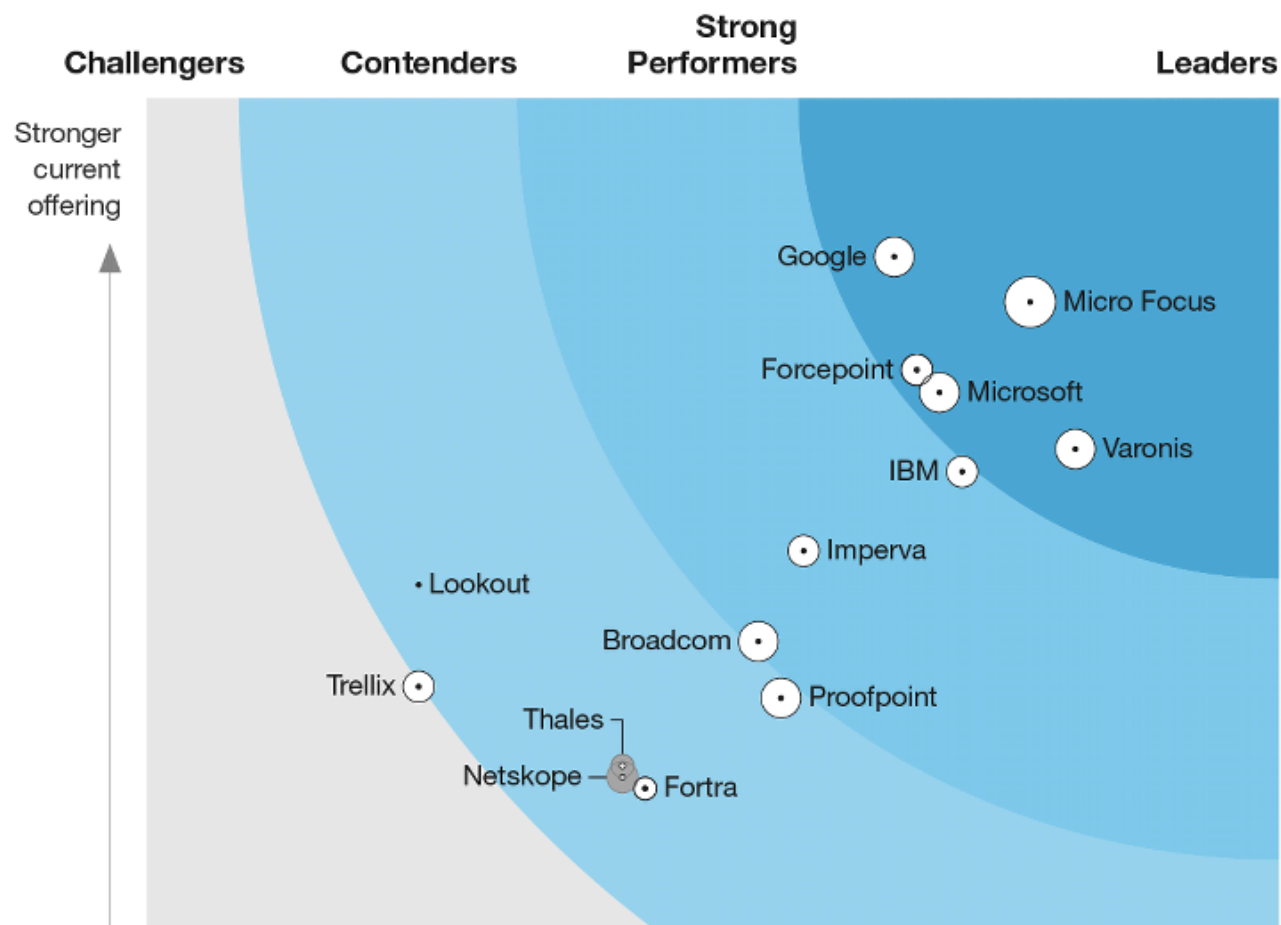 Challengers
Contenders
Strong
Performers
Leaders
Stronger
current
offering
Google
Micro Focus
Forcepoint
Microsoft
Varonis
IBM
Imperva
Lookout
Broadcom
Trellix
Proofpoint
Thales
Netskope
Fortra